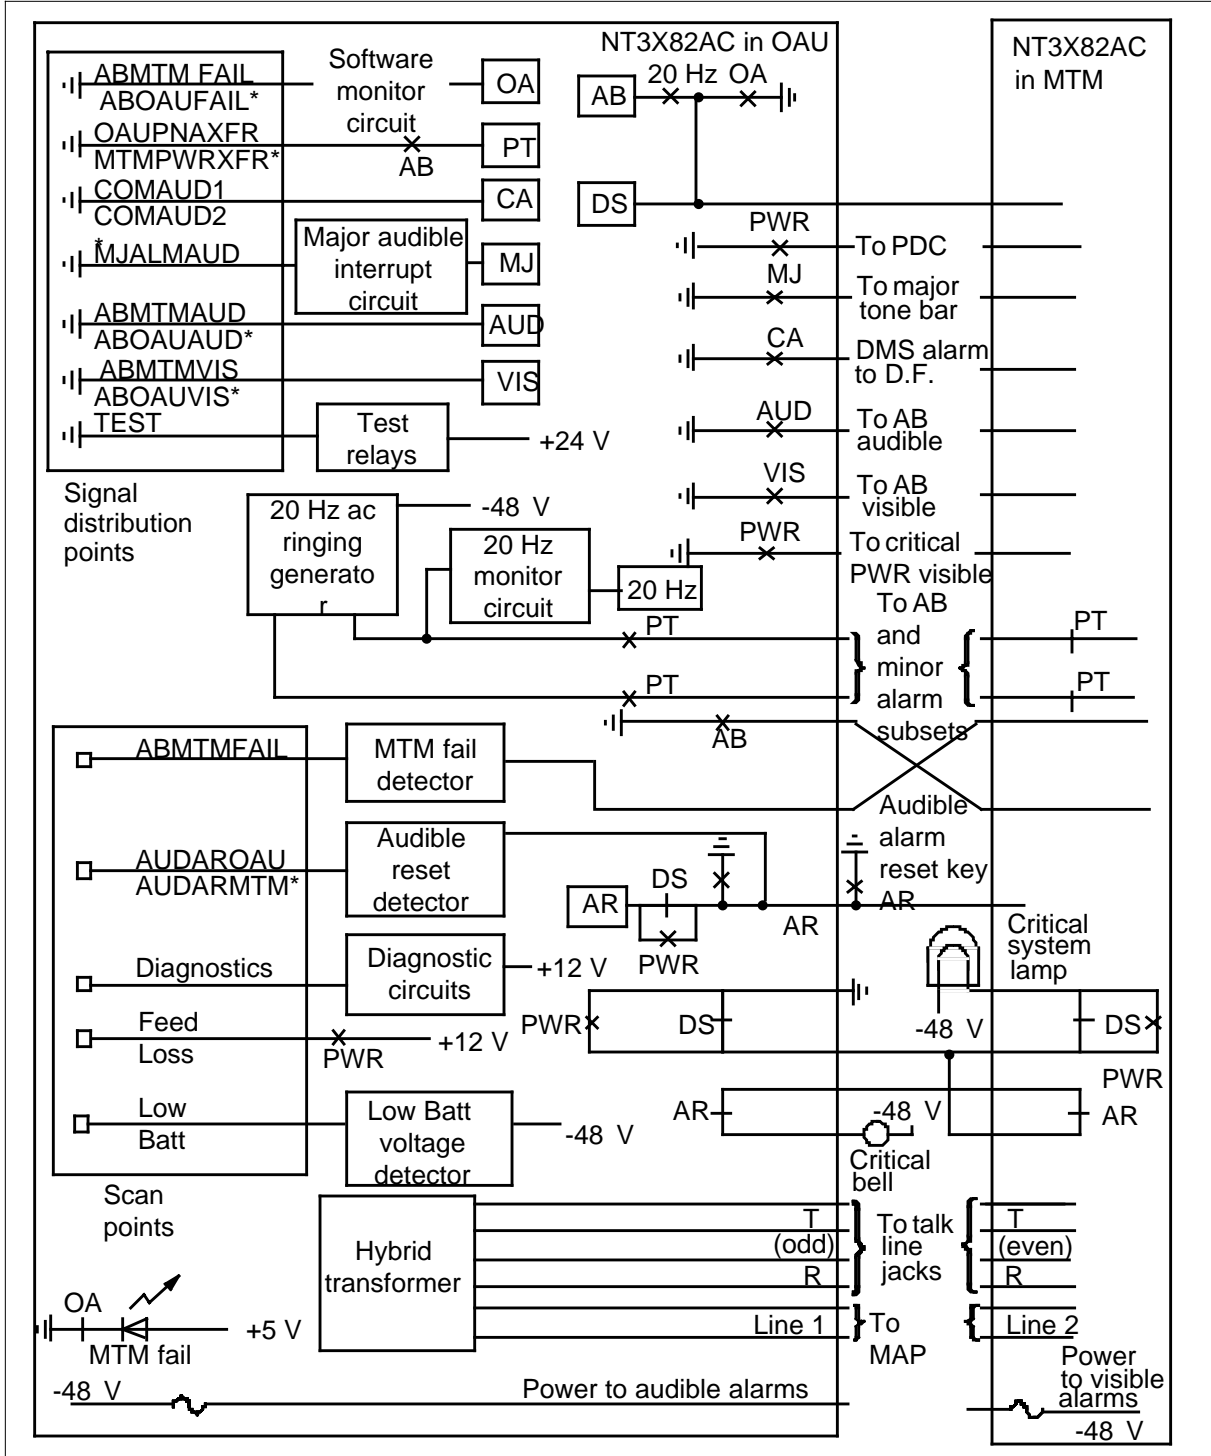 NT3X82AC in OAU
NT3X82AC
in MTM
ABMTM FAIL
ABOAUFAIL*
Software
monitor
circuit
OA
AB
20 Hz
OA
OAUPNAXFR
MTMPWRXFR*
AB
PT
COMAUD1
COMAUD2
*
CA
DS
MJALMAUD
Major audible
interrupt
circuit
MJ
PWR
To PDC
MJ
To major
tone bar
ABMTMAUD
ABOAUAUD*
AUD
CA
DMS alarm
to D.F.
ABMTMVIS
ABOAUVIS*
VIS
TEST
Test
relays
+24 V
AUD
To AB
audible
VIS
To AB
visible
Signal
distribution
points
20 Hz ac
ringing
generato
r
-48 V
20 Hz
monitor
circuit
20 Hz
PWR
To critical
PWR visible
To AB
and
minor
alarm
subsets
PT
PT
PT
PT
AB
ABMTMFAIL
MTM fail
detector
AUDAROAU
AUDARMTM*
Audible
reset
detector
Audible
alarm
reset key
AR
AR
DS
AR
PWR
Diagnostics
Diagnostic
circuits
+12 V
Critical
system
lamp
-48 V
Feed
Loss
PWR
+12 V
PWR
DS
DS
PWR
Low
Batt
Low Batt
voltage
detector
-48 V
AR
-48 V
AR
Critical
bell
Scan
points
Hybrid
transformer
T
(odd)
R
To talk
line
jacks
T
(even)
R
Line 1
To
MAP
Line 2
OA
+5 V
MTM fail
-48 V
Power to audible alarms
Power
to visible
alarms
-48 V